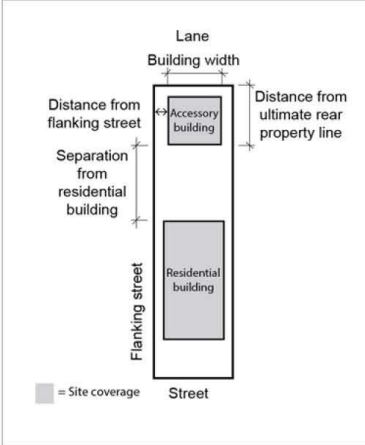 Lane
Building width
Distance from
flanking street
Accessory
building
Distance from
ultimate rear
property line
Separation
from
residential
building
Residential
building
Flanking street
= Site coverage
Street